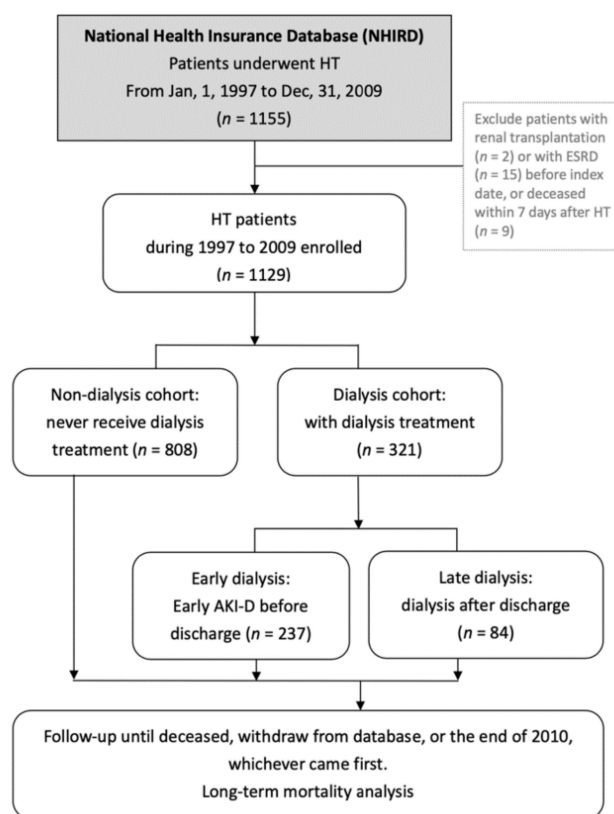 National Health Insurance Database (NHIRD)
Patients underwent HT
From Jan, 1, 1997 to Dec, 31, 2009
(n = 1155)
Exclude patients with
renal transplantation
(n = 2) or with ESRD
(n = 15) before index
date, or deceased
within 7 days after HT
(n = 9)
HT patients
during 1997 to 2009 enrolled
(n = 1129)
Non-dialysis cohort:
never receive dialysis
treatment (n = 808)
Dialysis cohort:
with dialysis treatment
(n = 321)
Early dialysis:
Early AKI-D before
discharge (n = 237)
Late dialysis:
dialysis after discharge
(n = 84)
Follow-up until deceased, withdraw from database, or the end of 2010,
whichever came first.
Long-term mortality analysis